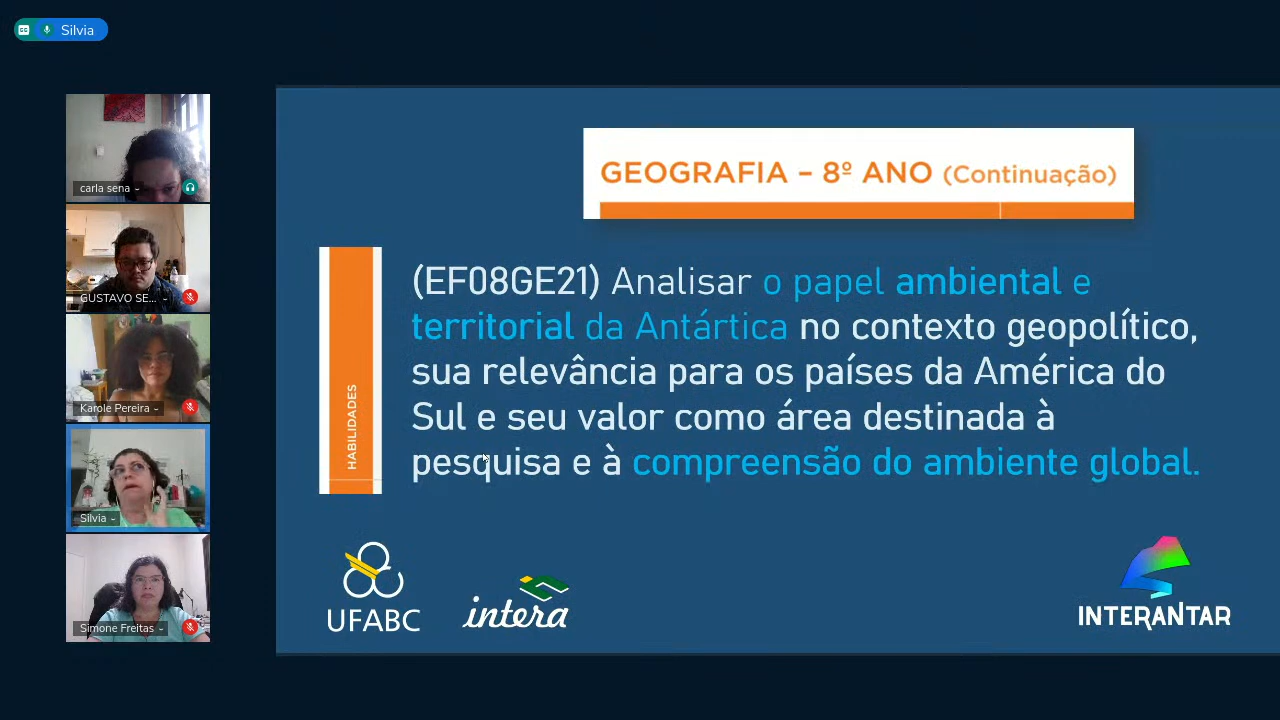 Silvia
carla sena
GUSTAVO SE...
Karole Pereira
Silvia
Simone Freitas
GEOGRAFIA – 8º ANO (Continuação)
HABILIDADES
(EF08GE21) Analisar o papel ambiental e
territorial da Antártica no contexto geopolítico,
sua relevância para os países da América do
Sul e seu valor como área destinada à
pesquisa e à compreensão do ambiente global.
UFABC
intera
INTERANTAR